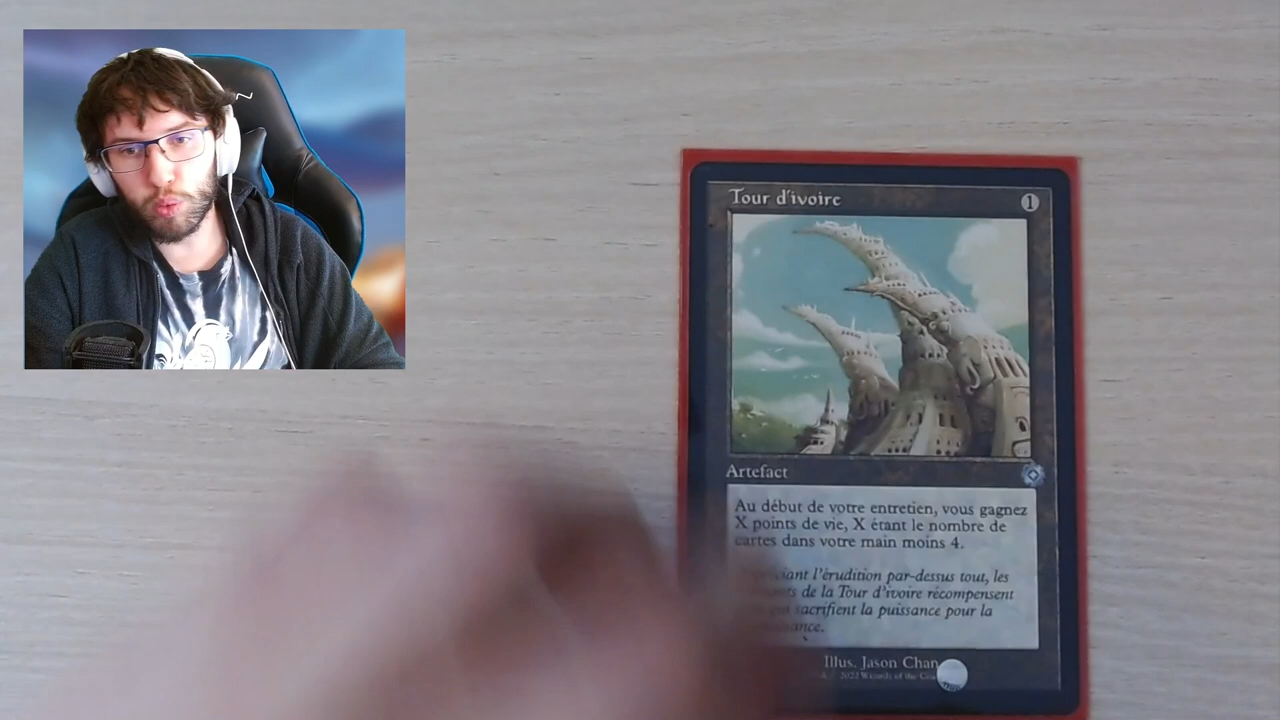 Tour d'ivoire
1
Artefact
Au début de votre entretien, vous gagnez
X points de vie, X étant le nombre de
cartes dans votre main moins 4.
l'érudition par-dessus tout, les
de la Tour d'ivoire récompensent
sacrifient la puissance pour la
Illus. Jason Chan
2022 Wizards of the